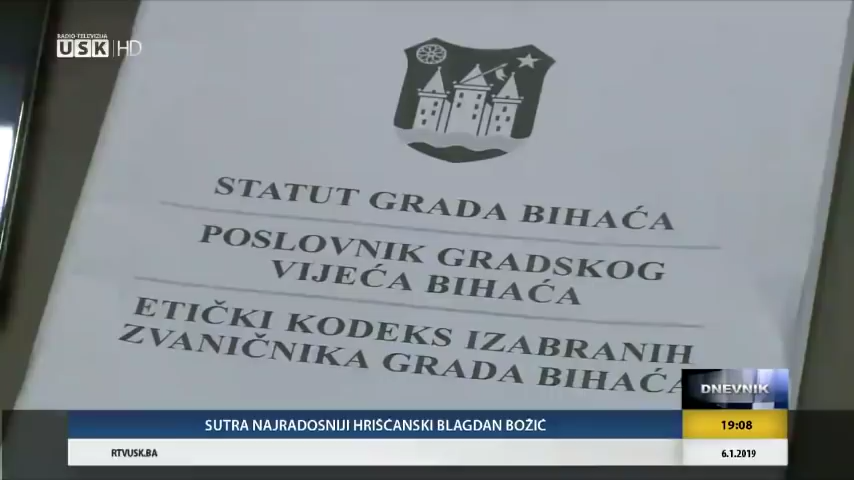 RADIO-TELEVIZIJA
USK HD
STATUT GRADA BIHAĆA
POSLOVNIK GRADSKOG
VIJEĆA BIHAĆA
ETIČKI KODEKS IZABRANIH
ZVANIČNIKA GRADA BIHAĆA
DNEVNIK
SUTRA NAJRADOSNIJI HRIŠĆANSKI BLAGDAN BOŽIĆ
19:08
RTVUSK.BA
6.1.2019